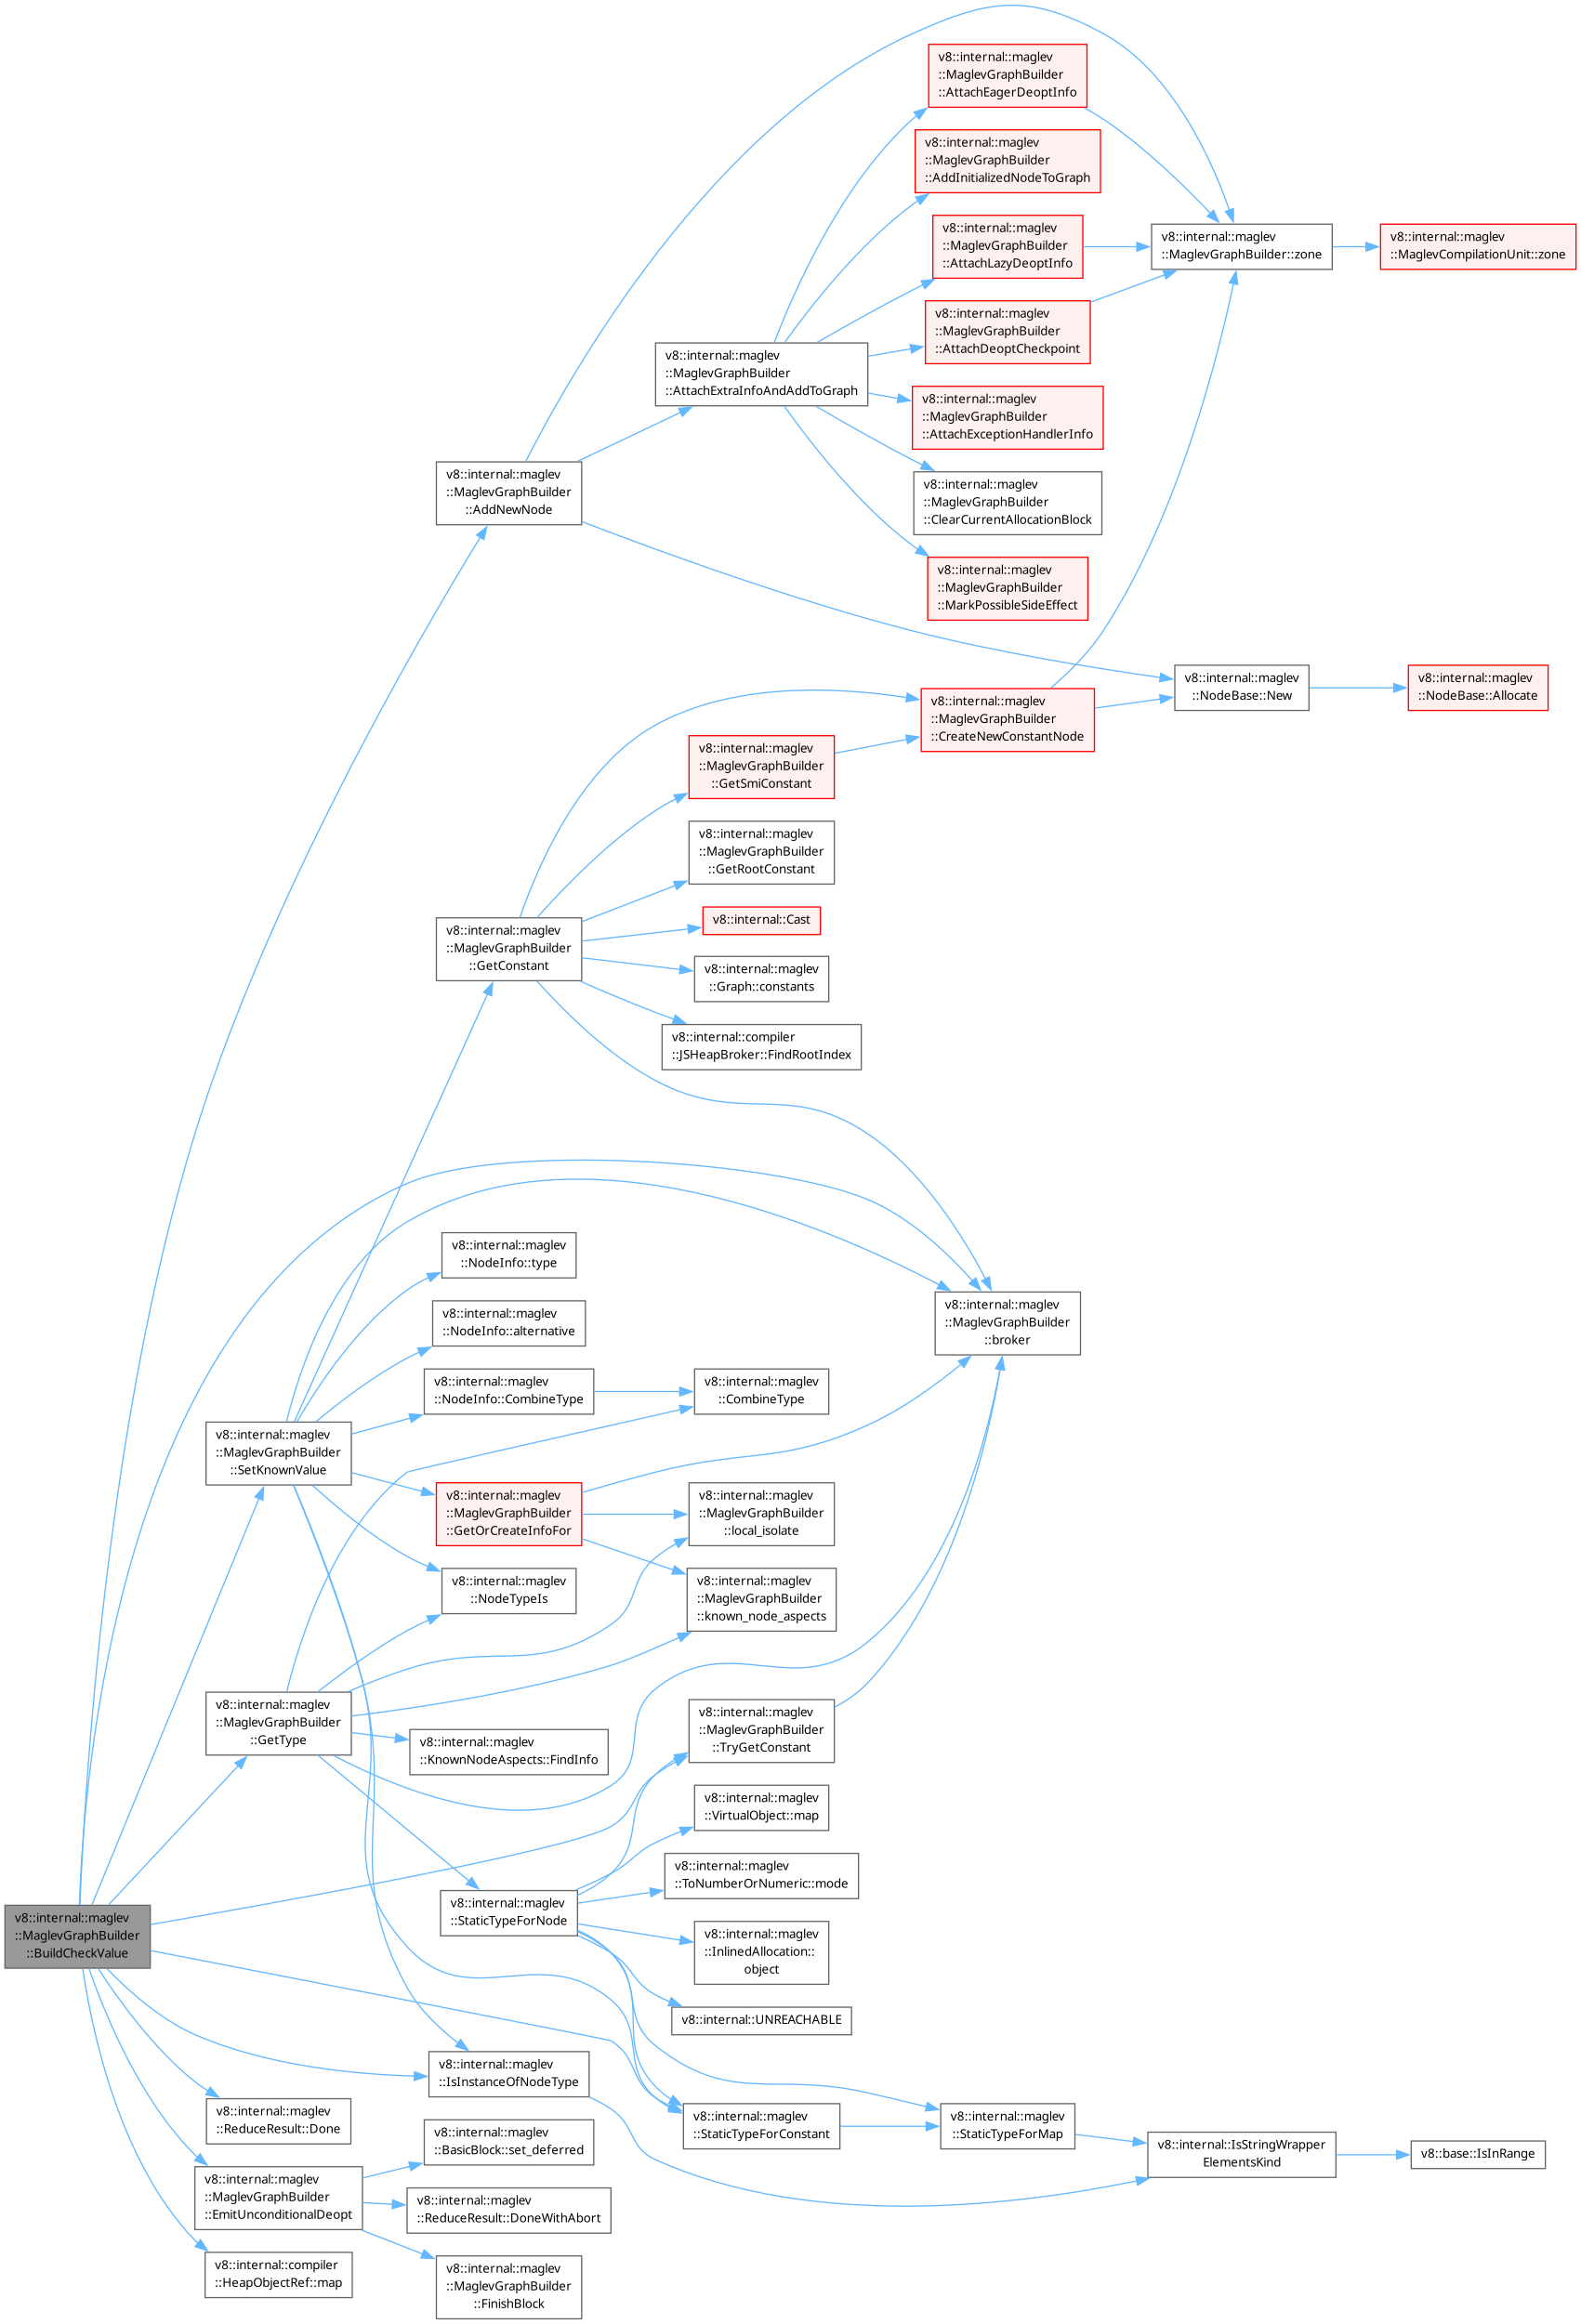 v8::internal::maglev
::MaglevGraphBuilder
::AttachEagerDeoptInfo
v8::internal::maglev
::MaglevGraphBuilder
::AddInitializedNodeToGraph
v8::internal::maglev
::MaglevGraphBuilder
::AttachLazyDeoptInfo
v8::internal::maglev
::MaglevGraphBuilder::zone
v8::internal::maglev
::MaglevCompilationUnit::zone
v8::internal::maglev
::MaglevGraphBuilder
::AttachDeoptCheckpoint
v8::internal::maglev
::MaglevGraphBuilder
::AttachExtraInfoAndAddToGraph
v8::internal::maglev
::MaglevGraphBuilder
::AttachExceptionHandlerInfo
v8::internal::maglev
::MaglevGraphBuilder
::AddNewNode
v8::internal::maglev
::MaglevGraphBuilder
::ClearCurrentAllocationBlock
v8::internal::maglev
::MaglevGraphBuilder
::MarkPossibleSideEffect
v8::internal::maglev
::NodeBase::New
v8::internal::maglev
::NodeBase::Allocate
v8::internal::maglev
::MaglevGraphBuilder
::CreateNewConstantNode
v8::internal::maglev
::MaglevGraphBuilder
::GetSmiConstant
v8::internal::maglev
::MaglevGraphBuilder
::GetRootConstant
v8::internal::Cast
v8::internal::maglev
::MaglevGraphBuilder
::GetConstant
v8::internal::maglev
::Graph::constants
v8::internal::compiler
::JSHeapBroker::FindRootIndex
v8::internal::maglev
::NodeInfo::type
v8::internal::maglev
::NodeInfo::alternative
v8::internal::maglev
::MaglevGraphBuilder
::broker
v8::internal::maglev
::NodeInfo::CombineType
v8::internal::maglev
::CombineType
v8::internal::maglev
::MaglevGraphBuilder
::SetKnownValue
v8::internal::maglev
::MaglevGraphBuilder
::GetOrCreateInfoFor
v8::internal::maglev
::MaglevGraphBuilder
::local_isolate
v8::internal::maglev
::NodeTypeIs
v8::internal::maglev
::MaglevGraphBuilder
::known_node_aspects
v8::internal::maglev
::MaglevGraphBuilder
::GetType
v8::internal::maglev
::KnownNodeAspects::FindInfo
v8::internal::maglev
::MaglevGraphBuilder
::TryGetConstant
v8::internal::maglev
::VirtualObject::map
v8::internal::maglev
::ToNumberOrNumeric::mode
v8::internal::maglev
::StaticTypeForNode
v8::internal::maglev
::MaglevGraphBuilder
::BuildCheckValue
v8::internal::maglev
::InlinedAllocation::
object
v8::internal::UNREACHABLE
v8::internal::maglev
::IsInstanceOfNodeType
v8::internal::maglev
::ReduceResult::Done
v8::internal::maglev
::StaticTypeForConstant
v8::internal::maglev
::StaticTypeForMap
v8::internal::IsStringWrapper
ElementsKind
v8::base::IsInRange
v8::internal::maglev
::BasicBlock::set_deferred
v8::internal::maglev
::MaglevGraphBuilder
::EmitUnconditionalDeopt
v8::internal::maglev
::ReduceResult::DoneWithAbort
v8::internal::compiler
::HeapObjectRef::map
v8::internal::maglev
::MaglevGraphBuilder
::FinishBlock